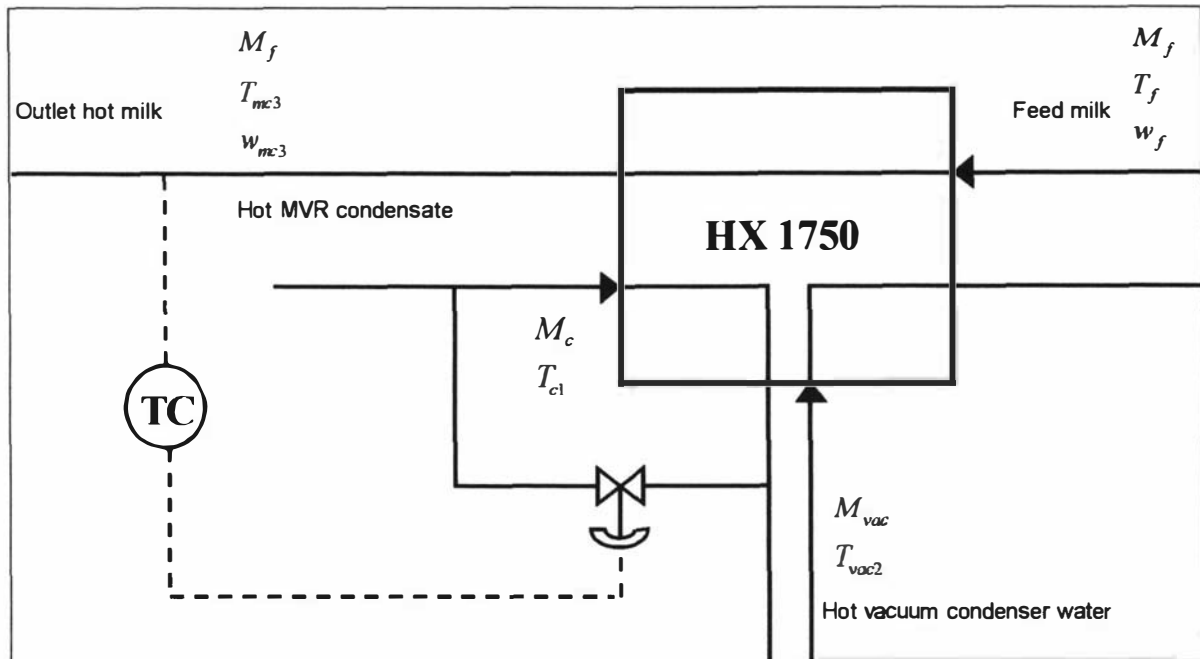 M_f
T_mc3
w_mc3
Outlet hot milk
M_f
T_f
w_f
Feed milk
Hot MVR condensate
HX 1750
M_c
T_c1
TC
M_vac
T_vac2
Hot vacuum condenser water